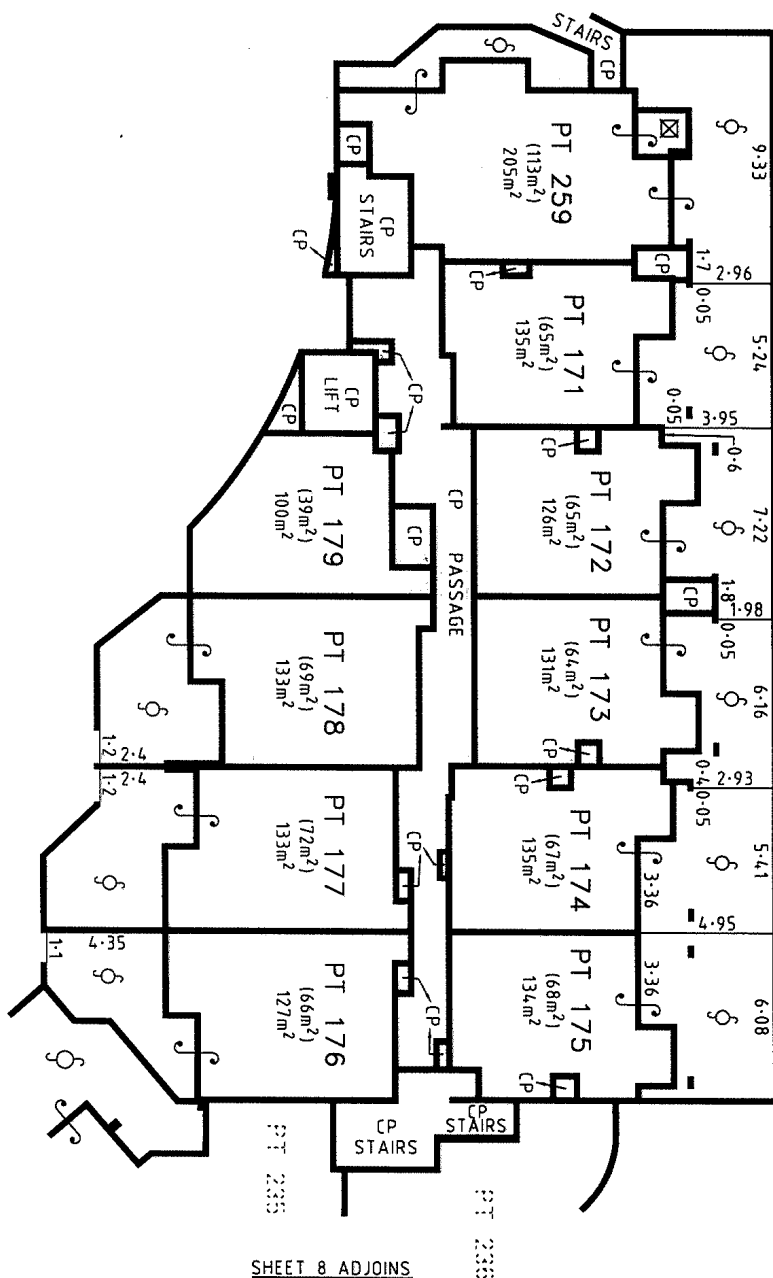 STAIRS
CP
9·33
PT 259
(113m²)
205m²
CP
CP
STAIRS
CP
CP
1·7
2·96
0·05
CP
PT 171
(65m²)
135m²
5·24
0·05
3·95
0·6
CP
CP
LIFT
CP
CP
PT 172
(65m²)
126m²
7·22
PT 179
(39m²)
100m²
CP
CP PASSAGE
CP
1·8
1·98
0·05
PT 173
(64m²)
131m²
6·16
CP
PT 178
(69m²)
133m²
1·2
2·4
2·4
1·2
0·4
2·93
0·05
CP
PT 174
(67m²)
135m²
5·41
3·36
CP
PT 177
(72m²)
133m²
4·95
3·36
4·35
1·1
PT 175
(68m²)
134m²
6·08
CP
CP
PT 176
(66m²)
127m²
CP
STAIRS
CP
STAIRS
PT 235
PT 236
SHEET 8 ADJOINS